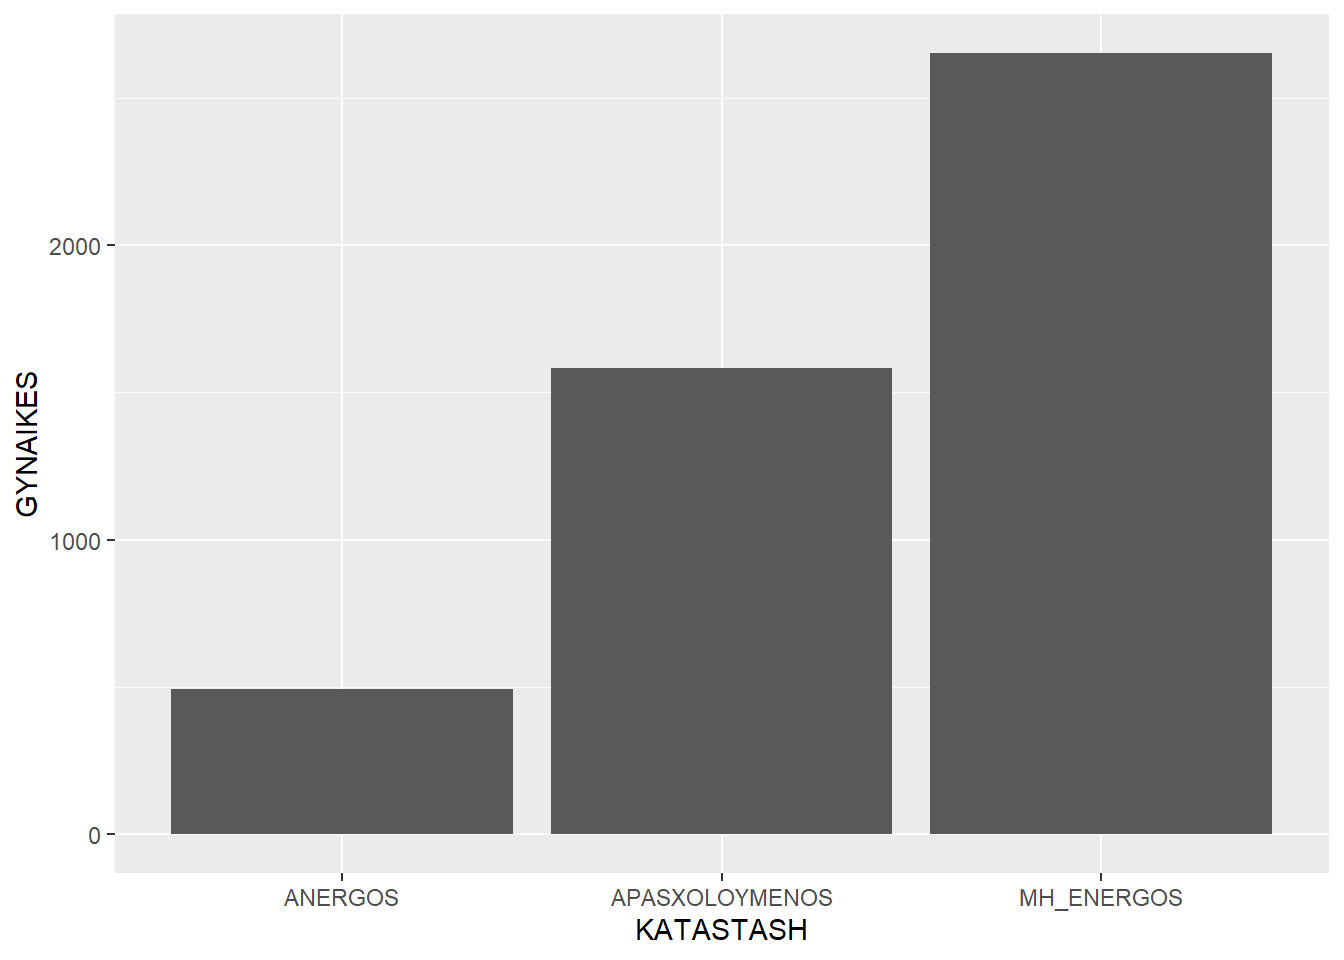 GYNAIKES
2000
1000
0
ANERGOS APASXOLOYMENOS MH_ENERGOS
KATASTASH